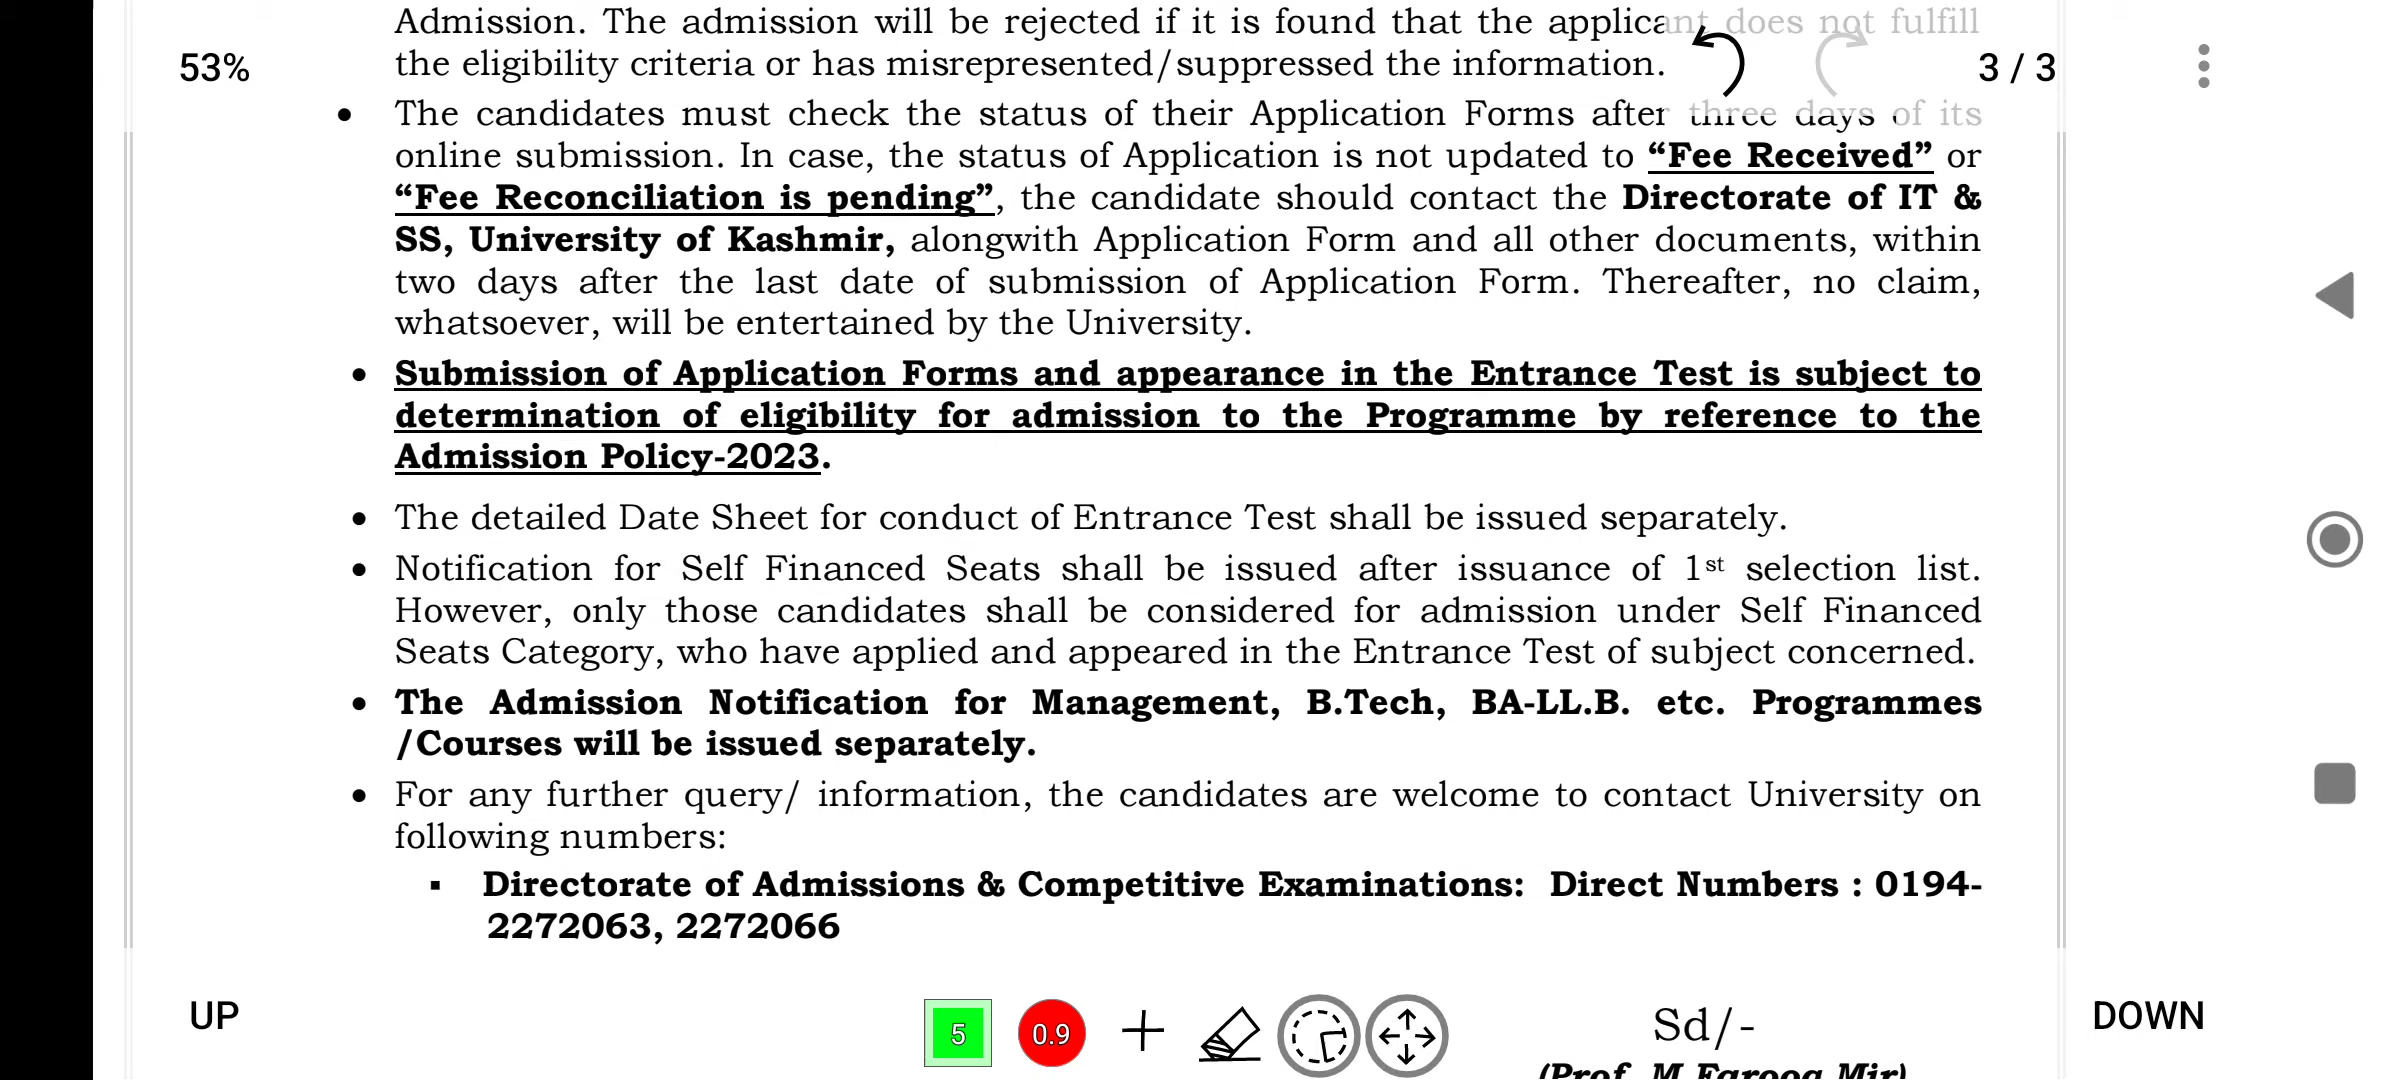 Admission. The admission will be rejected if it is found that the applicant does not fulfill
53%
the eligibility criteria or has misrepresented/suppressed the information.
3 / 3
• The candidates must check the status of their Application Forms after three days of its
online submission. In case, the status of Application is not updated to “Fee Received” or
“Fee Reconciliation is pending”, the candidate should contact the Directorate of IT &
SS, University of Kashmir, alongwith Application Form and all other documents, within
two days after the last date of submission of Application Form. Thereafter, no claim,
whatsoever, will be entertained by the University.
• Submission of Application Forms and appearance in the Entrance Test is subject to
determination of eligibility for admission to the Programme by reference to the
Admission Policy-2023.
• The detailed Date Sheet for conduct of Entrance Test shall be issued separately.
• Notification for Self Financed Seats shall be issued after issuance of 1st selection list.
However, only those candidates shall be considered for admission under Self Financed
Seats Category, who have applied and appeared in the Entrance Test of subject concerned.
• The Admission Notification for Management, B.Tech, BA-LL.B. etc. Programmes
/Courses will be issued separately.
• For any further query/ information, the candidates are welcome to contact University on
following numbers:
▪ Directorate of Admissions & Competitive Examinations: Direct Numbers : 0194-
2272063, 2272066
UP
5
0.9
Sd/-
DOWN
(Prof. M Farooq Mir)